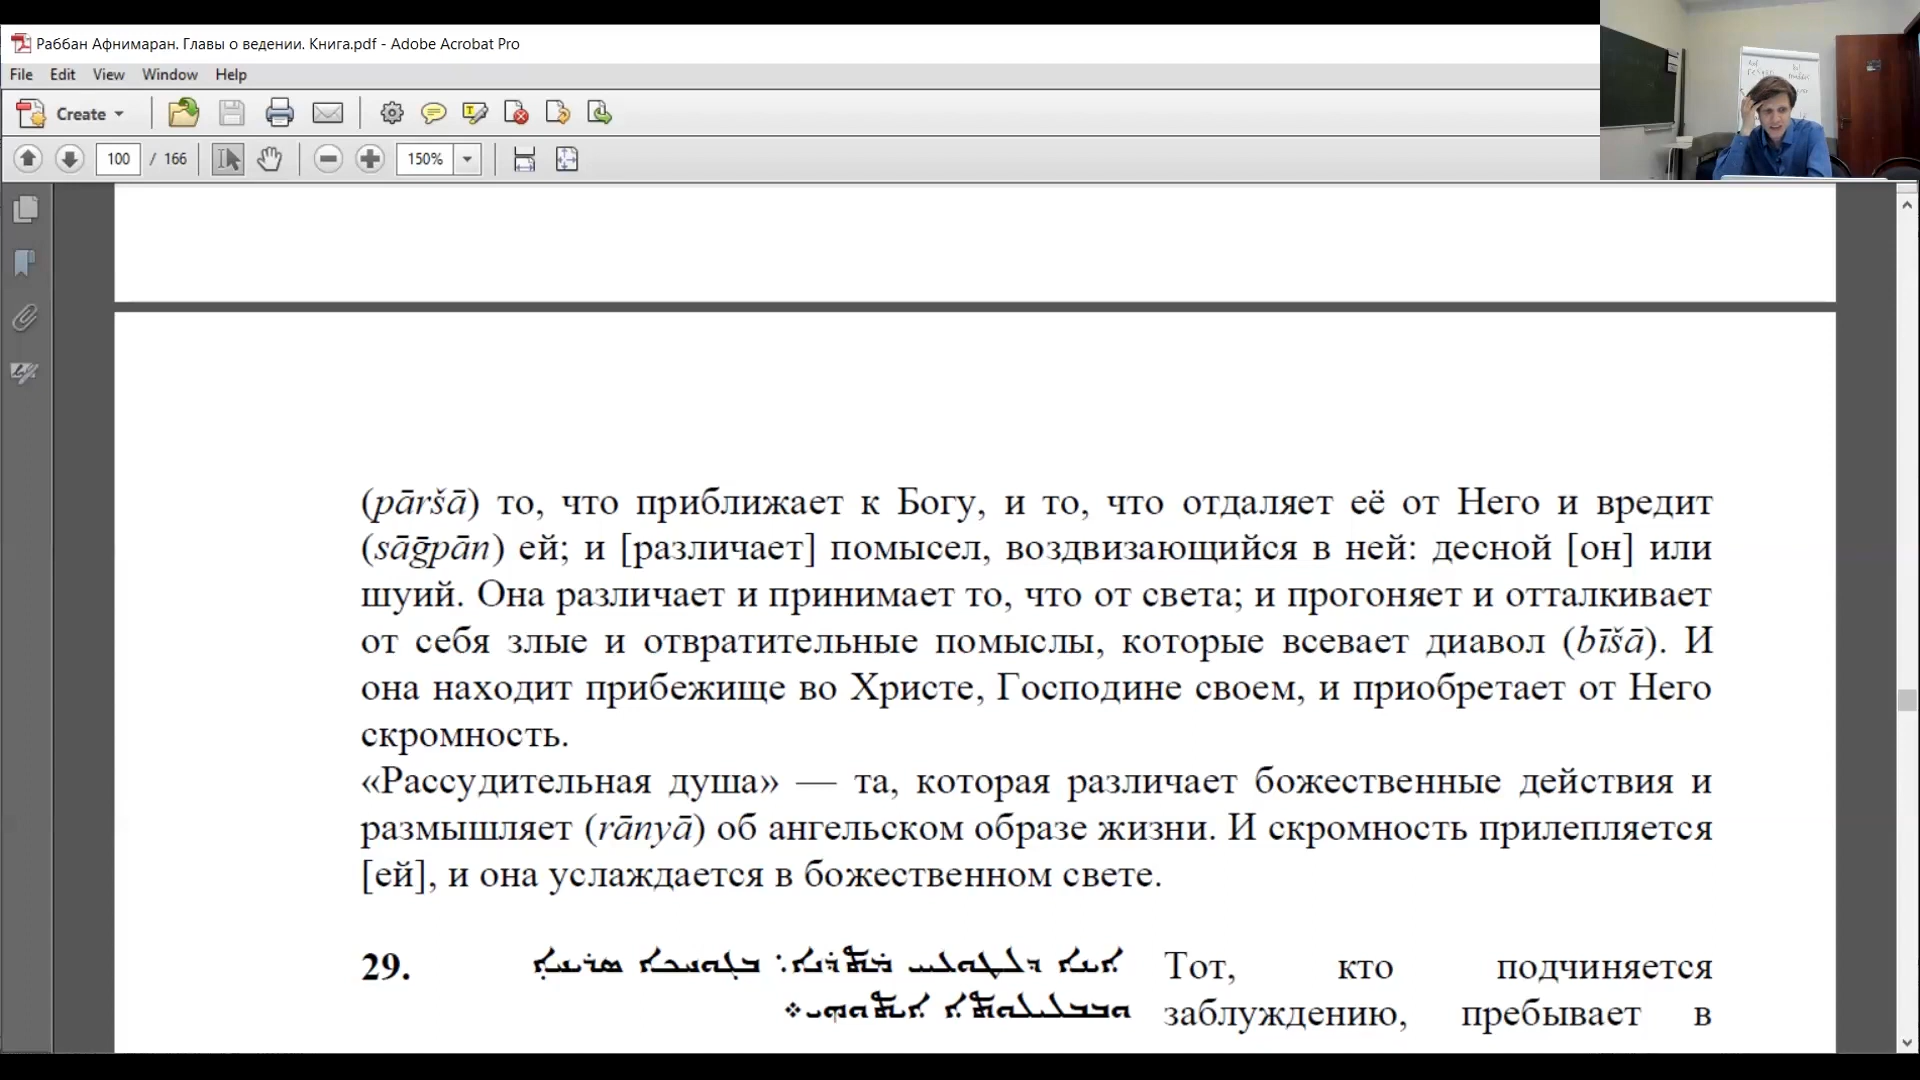 Раббан Афнимаран. Главы о ведении. Книга.pdf - Adobe Acrobat Pro
File Edit View Window Help
Create
100 / 166 150%
(pāršā) то, что приближает к Богу, и то, что отдаляет её от Него и вредит
(sāḡpān) ей; и [различает] помысел, воздвизающийся в ней: десной [он] или
шуий. Она различает и принимает то, что от света; и прогоняет и отталкивает
от себя злые и отвратительные помыслы, которые всевает диавол (bīšā). И
она находит прибежище во Христе, Господине своем, и приобретает от Него
скромность.
«Рассудительная душа» — та, которая различает божественные действия и
размышляет (rānyā) об ангельском образе жизни. И скромность прилепляется
[ей], и она услаждается в божественном свете.
29.
Тот, кто подчиняется
заблуждению, пребывает в